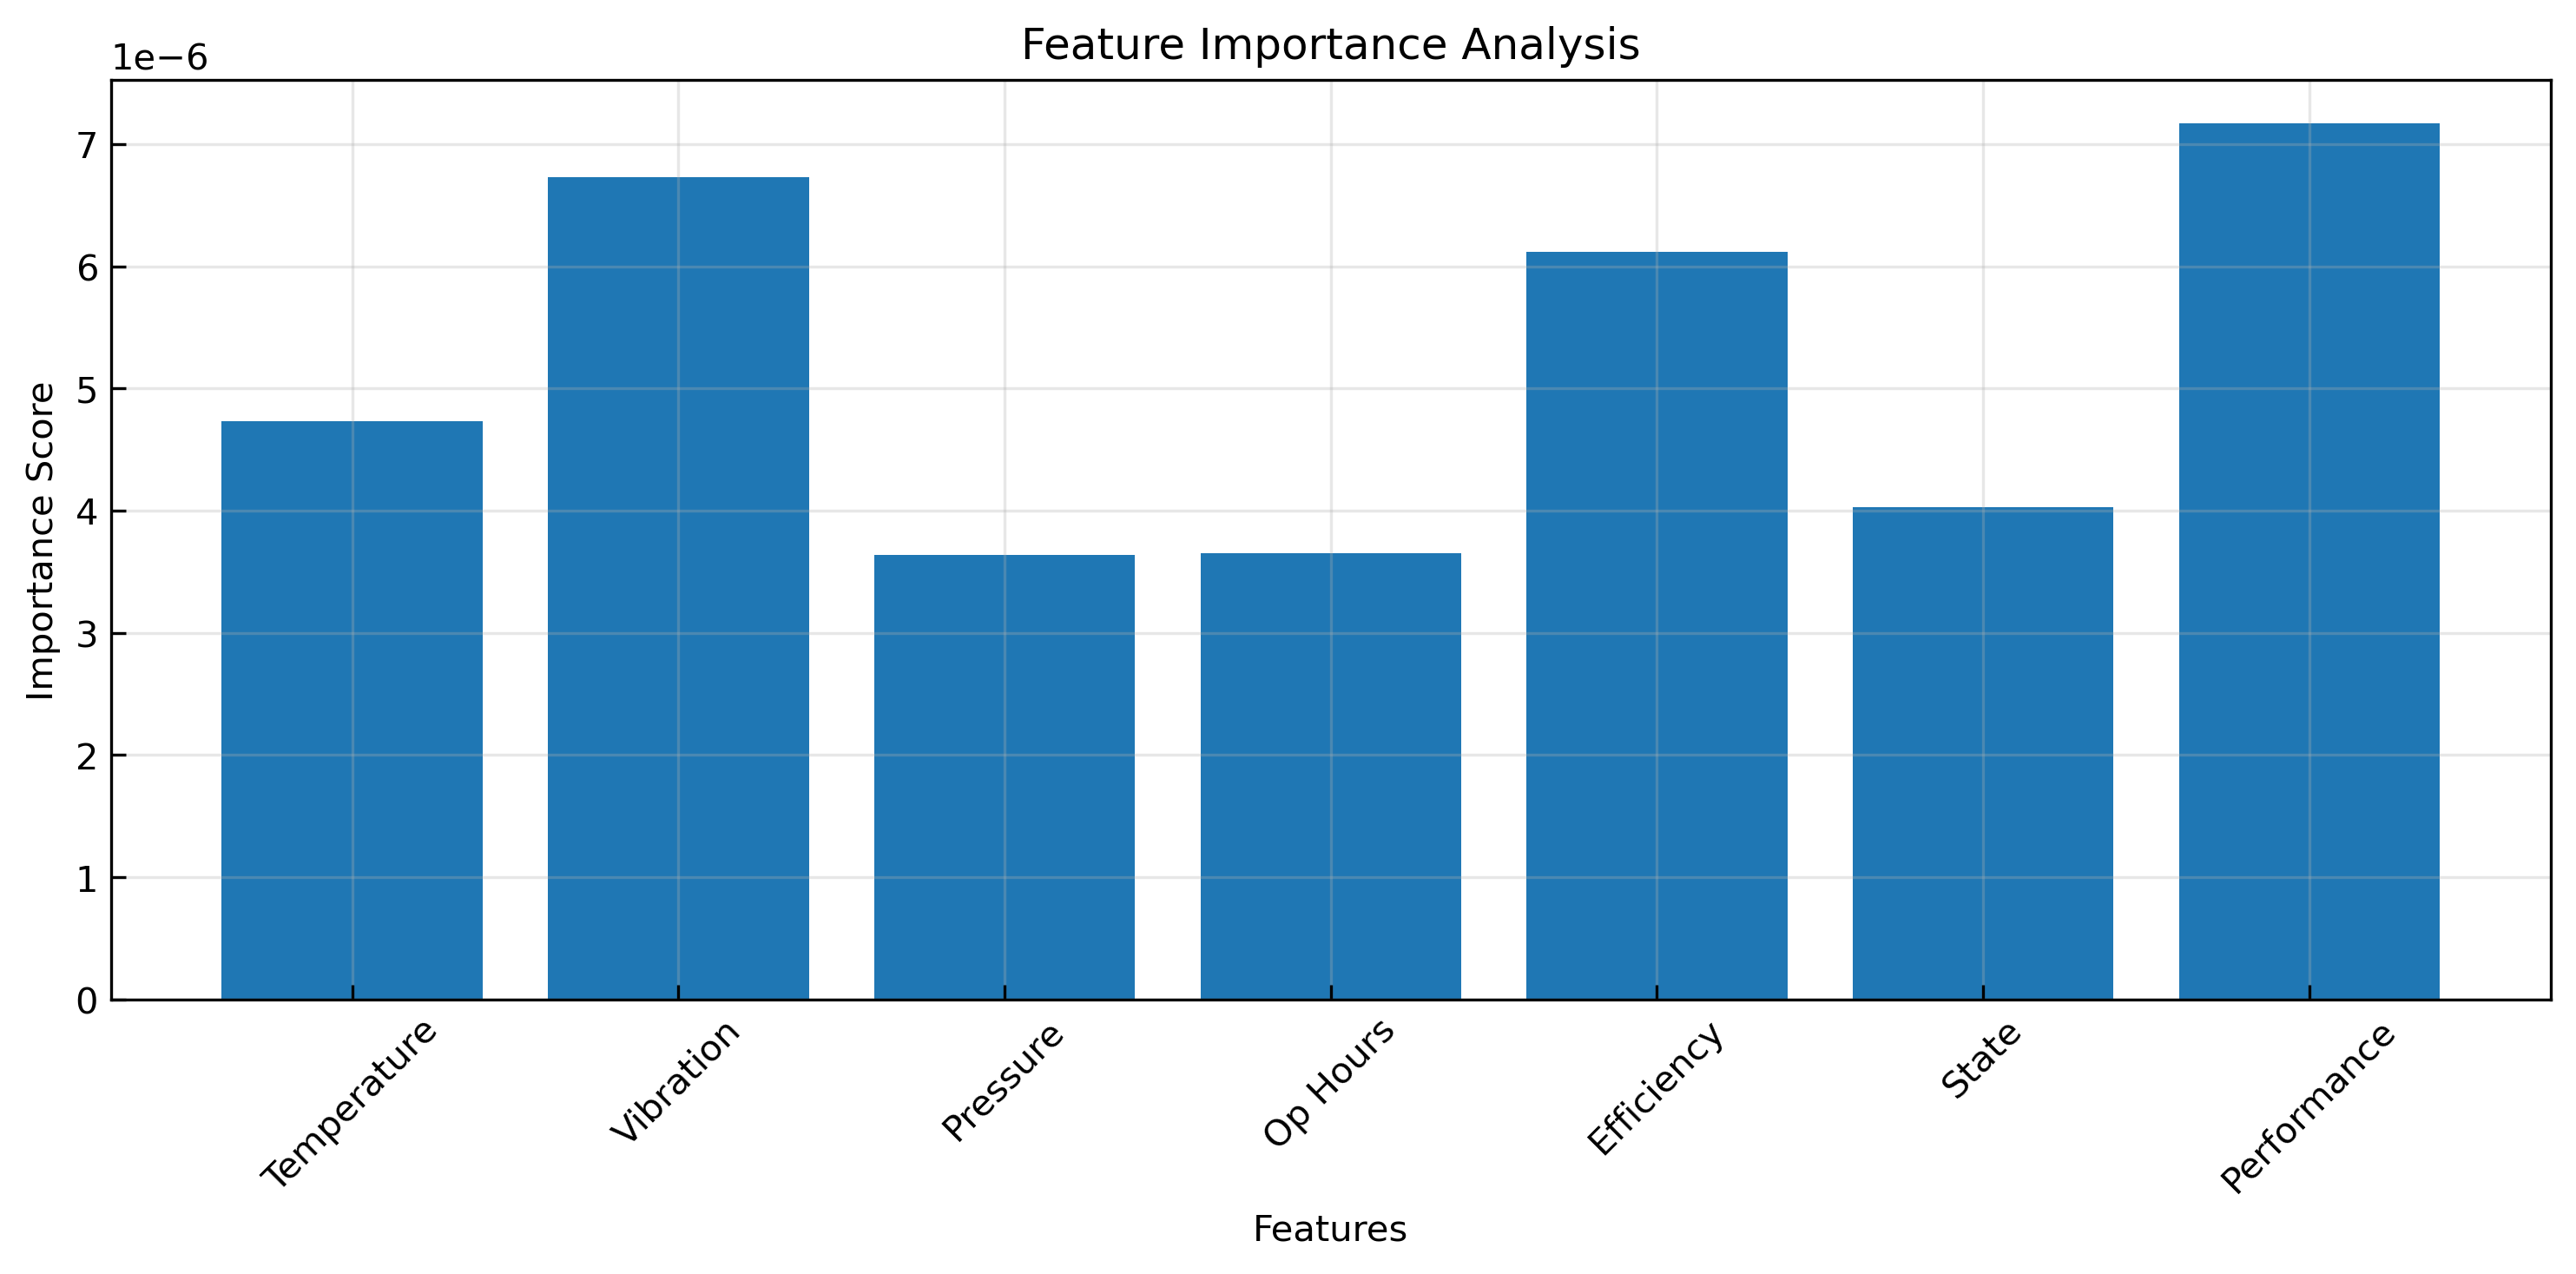 Feature Importance Analysis
1e−6
7
6
5
4
3
2
1
0
Importance Score
Temperature
Vibration
Pressure
Op Hours
Efficiency
State
Performance
Features